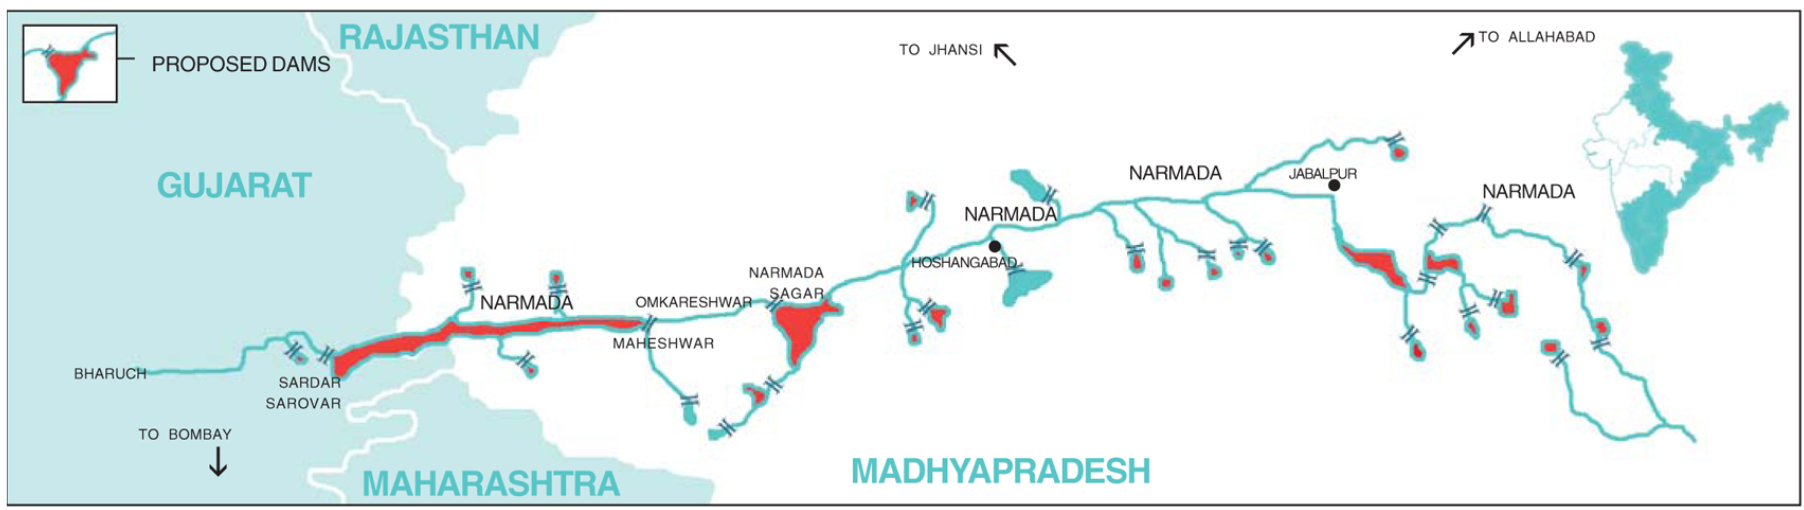 RAJASTHAN
TO JHANSI
TO ALLAHABAD
PROPOSED DAMS
GUJARAT
NARMADA
JABALPUR
NARMADA
NARMADA
HOSHANGABAD
NARMADA
SAGAR
NARMADA
OMKARESHWAR
MAHESHWAR
BHARUCH
SARDAR
SAROVAR
TO BOMBAY
MAHARASHTRA
MADHYAPRADESH